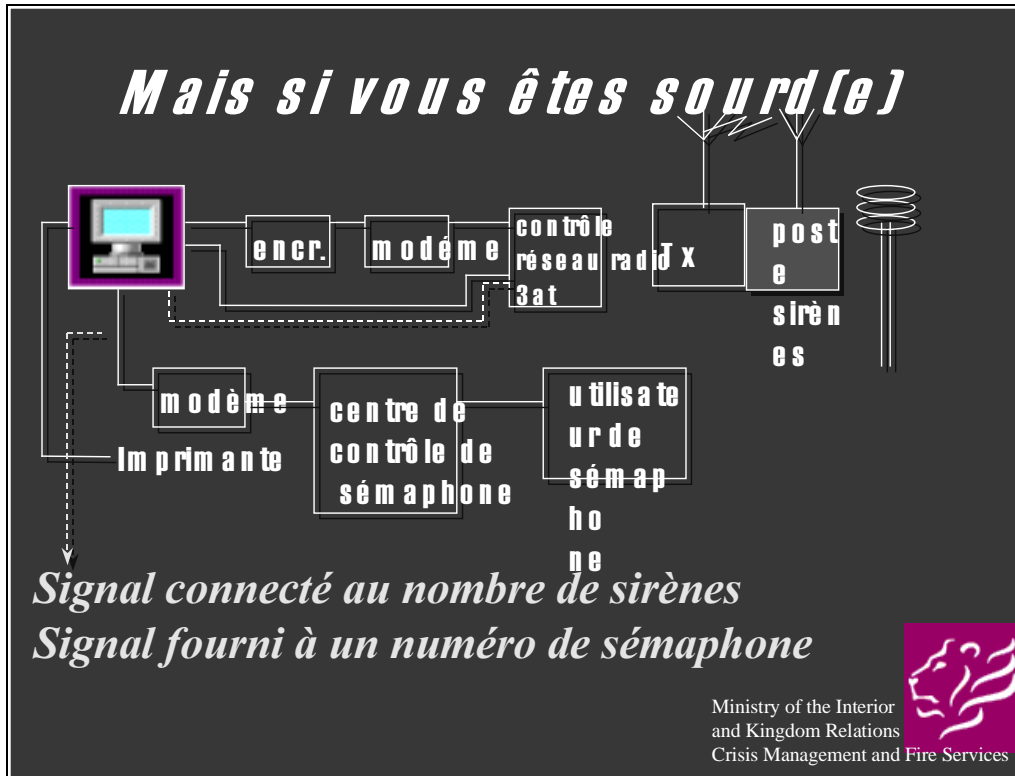 Mais si vous êtes sourd(e)
encr.
modéme
contrôle
réseau radio
3at
Tx
post
e
sirèn
es
modème
centre de
contrôle de
sémaphone
utilisate
ur de
sémap
ho
ne
Imprimante
Signal connecté au nombre de sirènes
Signal fourni à un numéro de sémaphone
Ministry of the Interior
and Kingdom Relations
Crisis Management and Fire Services